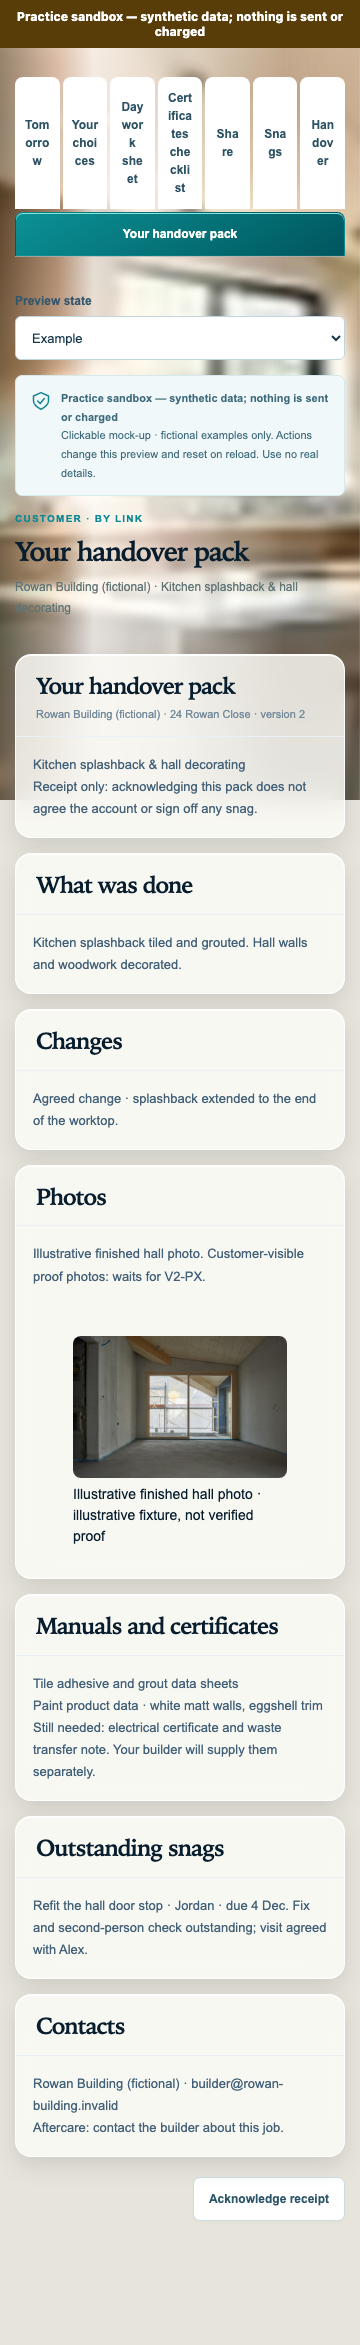 Practice sandbox — synthetic data; nothing is sent or
charged
Tom
orro
w
Your
choi
ces
Day
wor
k
she
et
Cert
ifica
tes
che
ckli
st
Sha
re
Sna
gs
Han
dov
er
Your handover pack
Preview state
Example
Practice sandbox — synthetic data; nothing is sent
or charged
Clickable mock-up · fictional examples only. Actions
change this preview and reset on reload. Use no real
details.
CUSTOMER · BY LINK
Your handover pack
Rowan Building (fictional) · Kitchen splashback & hall
decorating
Your handover pack
Rowan Building (fictional) · 24 Rowan Close · version 2
Kitchen splashback & hall decorating
Receipt only: acknowledging this pack does not
agree the account or sign off any snag.
What was done
Kitchen splashback tiled and grouted. Hall walls
and woodwork decorated.
Changes
Agreed change · splashback extended to the end
of the worktop.
Photos
Illustrative finished hall photo. Customer-visible
proof photos: waits for V2-PX.
Illustrative finished hall photo ·
illustrative fixture, not verified
proof
Manuals and certificates
Tile adhesive and grout data sheets
Paint product data · white matt walls, eggshell trim
Still needed: electrical certificate and waste
transfer note. Your builder will supply them
separately.
Outstanding snags
Refit the hall door stop · Jordan · due 4 Dec. Fix
and second-person check outstanding; visit agreed
with Alex.
Contacts
Rowan Building (fictional) · builder@rowan-
building.invalid
Aftercare: contact the builder about this job.
Acknowledge receipt